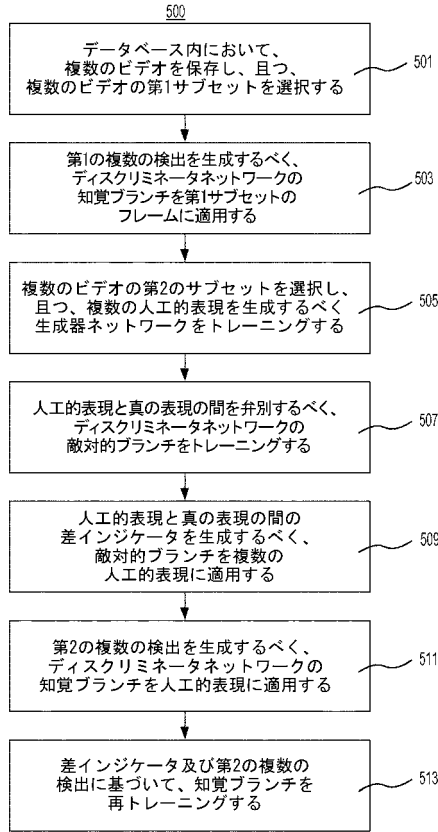 500
データベース内において、
複数のビデオを保存し、且つ、
複数のビデオの第1サブセットを選択する
501
第1の複数の検出を生成するべく、
ディスクリミネータネットワークの
知覚ブランチを第1サブセットの
フレームに適用する
503
複数のビデオの第2のサブセットを選択し、
且つ、複数の人工的表現を生成するべく
生成器ネットワークをトレーニングする
505
人工的表現と真の表現の間を弁別するべく、
ディスクリミネータネットワークの
敵対的ブランチをトレーニングする
507
人工的表現と真の表現の間の
差インジケータを生成するべく、
敵対的ブランチを複数の
人工的表現に適用する
509
第2の複数の検出を生成するべく、
ディスクリミネータネットワークの
知覚ブランチを人工的表現に適用する
511
差インジケータ及び第2の複数の
検出に基づいて、知覚ブランチを
再トレーニングする
513